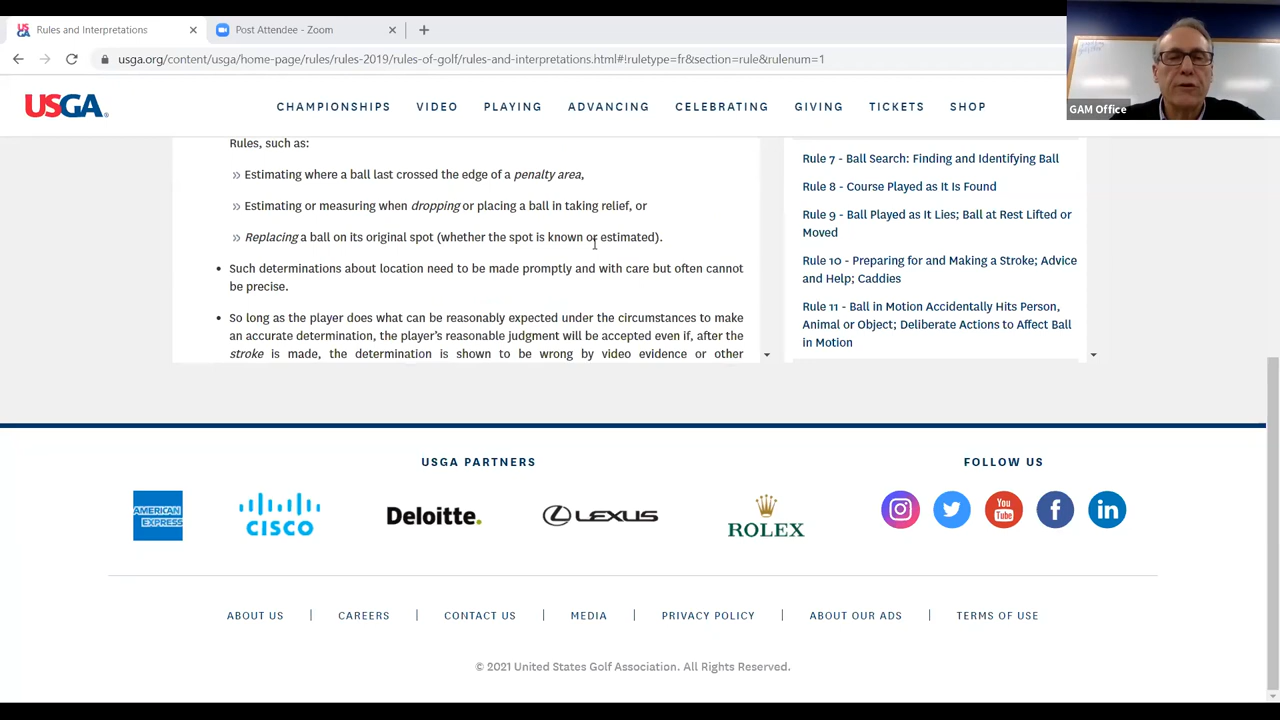 Rules and Interpretations
Post Attendee - Zoom
usga.org/content/usga/home-page/rules/rules-2019/rules-of-golf/rules-and-interpretations.html#!ruletype=fr&section=rule&rulenum=1
GAM Office
USGA
CHAMPIONSHIPS VIDEO PLAYING ADVANCING CELEBRATING GIVING TICKETS SHOP
Rules, such as:
» Estimating where a ball last crossed the edge of a penalty area,
» Estimating or measuring when dropping or placing a ball in taking relief, or
» Replacing a ball on its original spot (whether the spot is known or estimated).
• Such determinations about location need to be made promptly and with care but often cannot
be precise.
• So long as the player does what can be reasonably expected under the circumstances to make
an accurate determination, the player's reasonable judgment will be accepted even if, after the
stroke is made, the determination is shown to be wrong by video evidence or other
Rule 7 - Ball Search: Finding and Identifying Ball
Rule 8 - Course Played as It Is Found
Rule 9 - Ball Played as It Lies; Ball at Rest Lifted or
Moved
Rule 10 - Preparing for and Making a Stroke; Advice
and Help; Caddies
Rule 11 - Ball in Motion Accidentally Hits Person,
Animal or Object; Deliberate Actions to Affect Ball
in Motion
USGA PARTNERS
AMERICAN
EXPRESS
CISCO
Deloitte.
LEXUS
ROLEX
FOLLOW US
You
Tube
f
in
ABOUT US | CAREERS | CONTACT US | MEDIA | PRIVACY POLICY | ABOUT OUR ADS | TERMS OF USE
© 2021 United States Golf Association. All Rights Reserved.